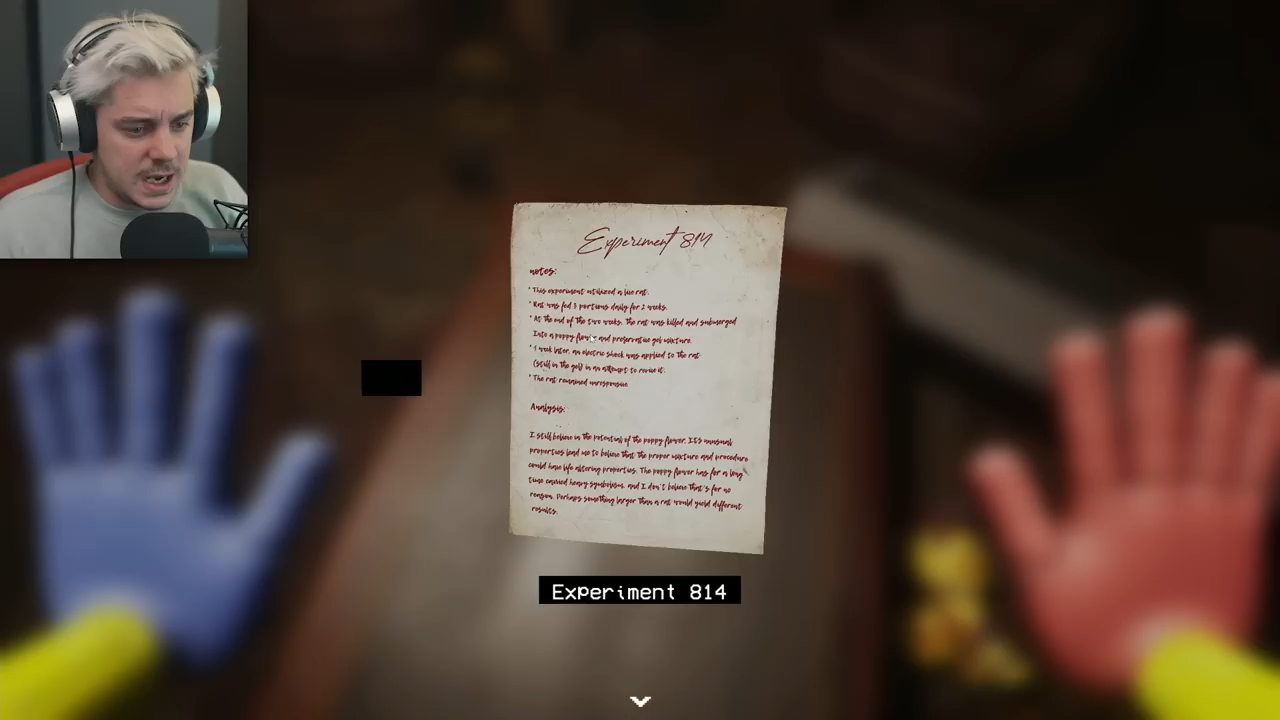 Experiment 814
notes:
* This experiment utilized a live rat.
* Rat was fed 3 portions daily for 2 weeks.
* At the end of the two weeks, the rat was killed and submerged
Into a poppy flower and preservative gel mixture.
* 1 week later, an electric shock was applied to the rat
(still in the gel) in an attempt to revive it.
* The rat remained unresponsive.
Analysis:
I still believe in the potential of the poppy flower. It's unusual
properties lead me to believe that the proper mixture and procedure
could have life altering properties. The poppy flower has for a long
time carried heavy symbolism, and I don't believe that's for no
reason. Perhaps something larger than a rat would yield different
results.
Experiment 814